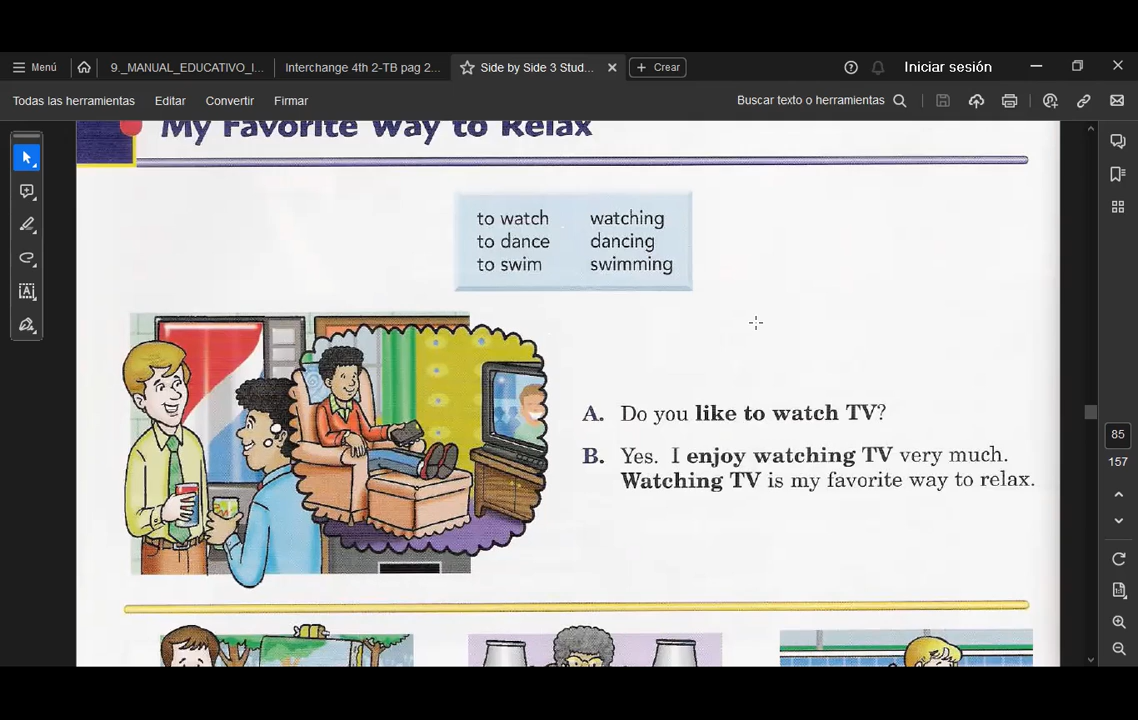 Menú
9._MANUAL_EDUCATIVO_I...
Interchange 4th 2-TB pag 2...
Side by Side 3 Stud...
Crear
Iniciar sesión
Todas las herramientas
Editar
Convertir
Firmar
Buscar texto o herramientas
My Favorite Way to Relax
to watch watching
to dance dancing
to swim swimming
A. Do you like to watch TV?
B. Yes. I enjoy watching TV very much.
Watching TV is my favorite way to relax.
85
157